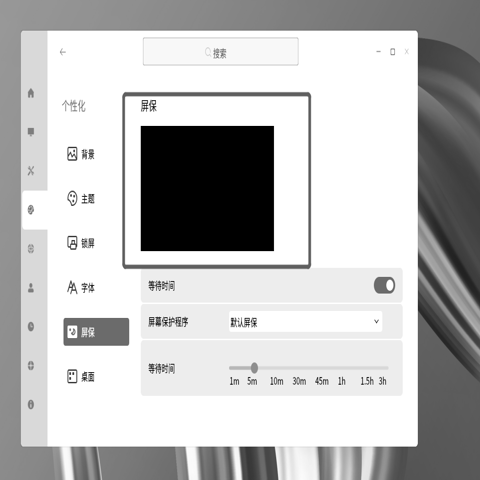 搜索
个性化
屏保
背景
主题
锁屏
字体
屏保
桌面
等待时间
屏幕保护程序
默认屏保
等待时间
1m 5m 10m 30m 45m 1h 1.5h 3h